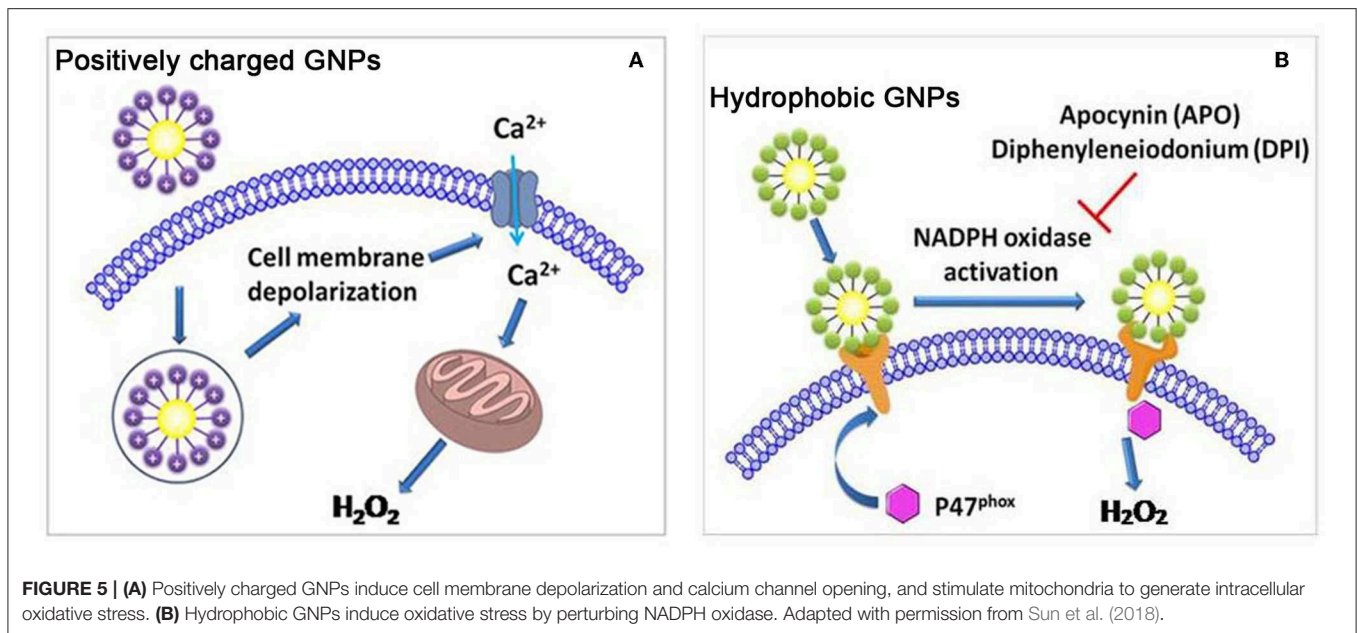 Positively charged GNPs
A
Ca²⁺
Cell membrane
depolarization
Ca²⁺
H₂O₂
B
Hydrophobic GNPs
Apocynin (APO)
Diphenyleneiodonium (DPI)
NADPH oxidase
activation
P47ᵖʰᵒˣ
H₂O₂
FIGURE 5 | (A) Positively charged GNPs induce cell membrane depolarization and calcium channel opening, and stimulate mitochondria to generate intracellular
oxidative stress. (B) Hydrophobic GNPs induce oxidative stress by perturbing NADPH oxidase. Adapted with permission from Sun et al. (2018).